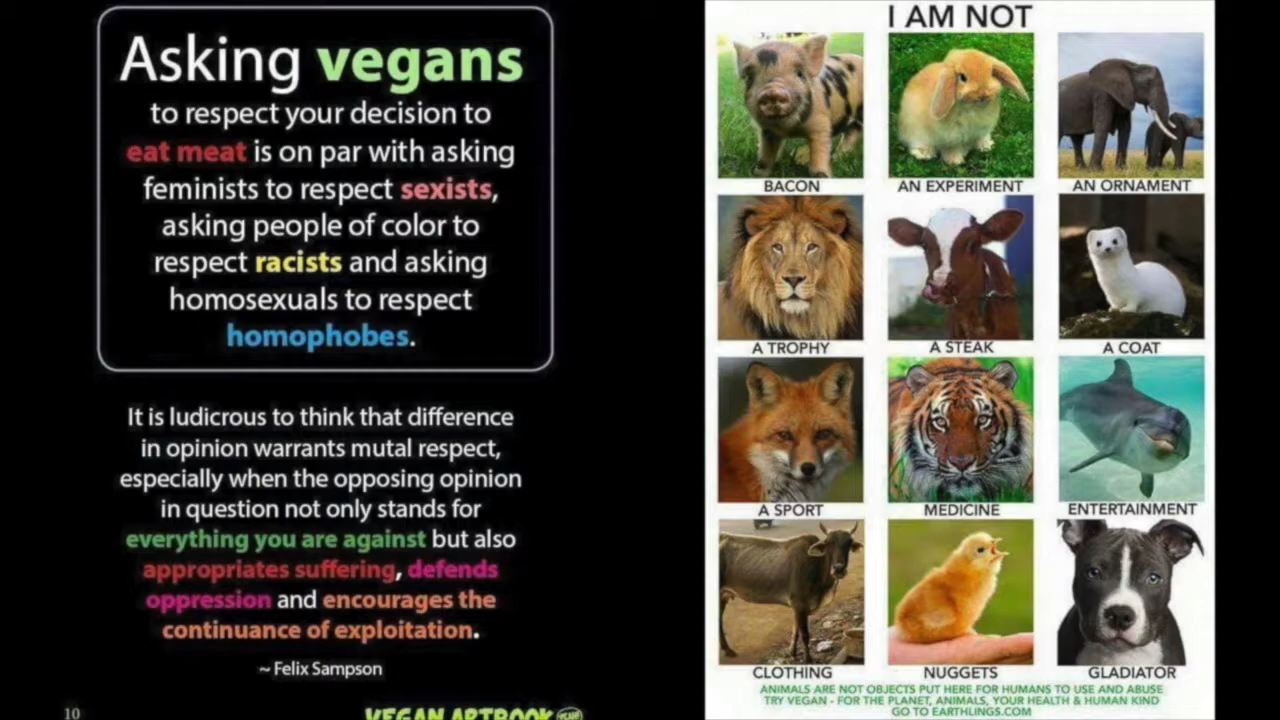 Asking vegans
to respect your decision to
eat meat is on par with asking
feminists to respect sexists,
asking people of color to
respect racists and asking
homosexuals to respect
homophobes.
It is ludicrous to think that difference
in opinion warrants mutal respect,
especially when the opposing opinion
in question not only stands for
everything you are against but also
appropriates suffering, defends
oppression and encourages the
continuance of exploitation.
~ Felix Sampson
10
VEGAN ARTBOOK
I AM NOT
BACON
AN EXPERIMENT
AN ORNAMENT
A TROPHY
A STEAK
A COAT
A SPORT
MEDICINE
ENTERTAINMENT
CLOTHING
NUGGETS
GLADIATOR
ANIMALS ARE NOT OBJECTS PUT HERE FOR HUMANS TO USE AND ABUSE
TRY VEGAN - FOR THE PLANET, ANIMALS, YOUR HEALTH & HUMAN KIND
GO TO EARTHLINGS.COM